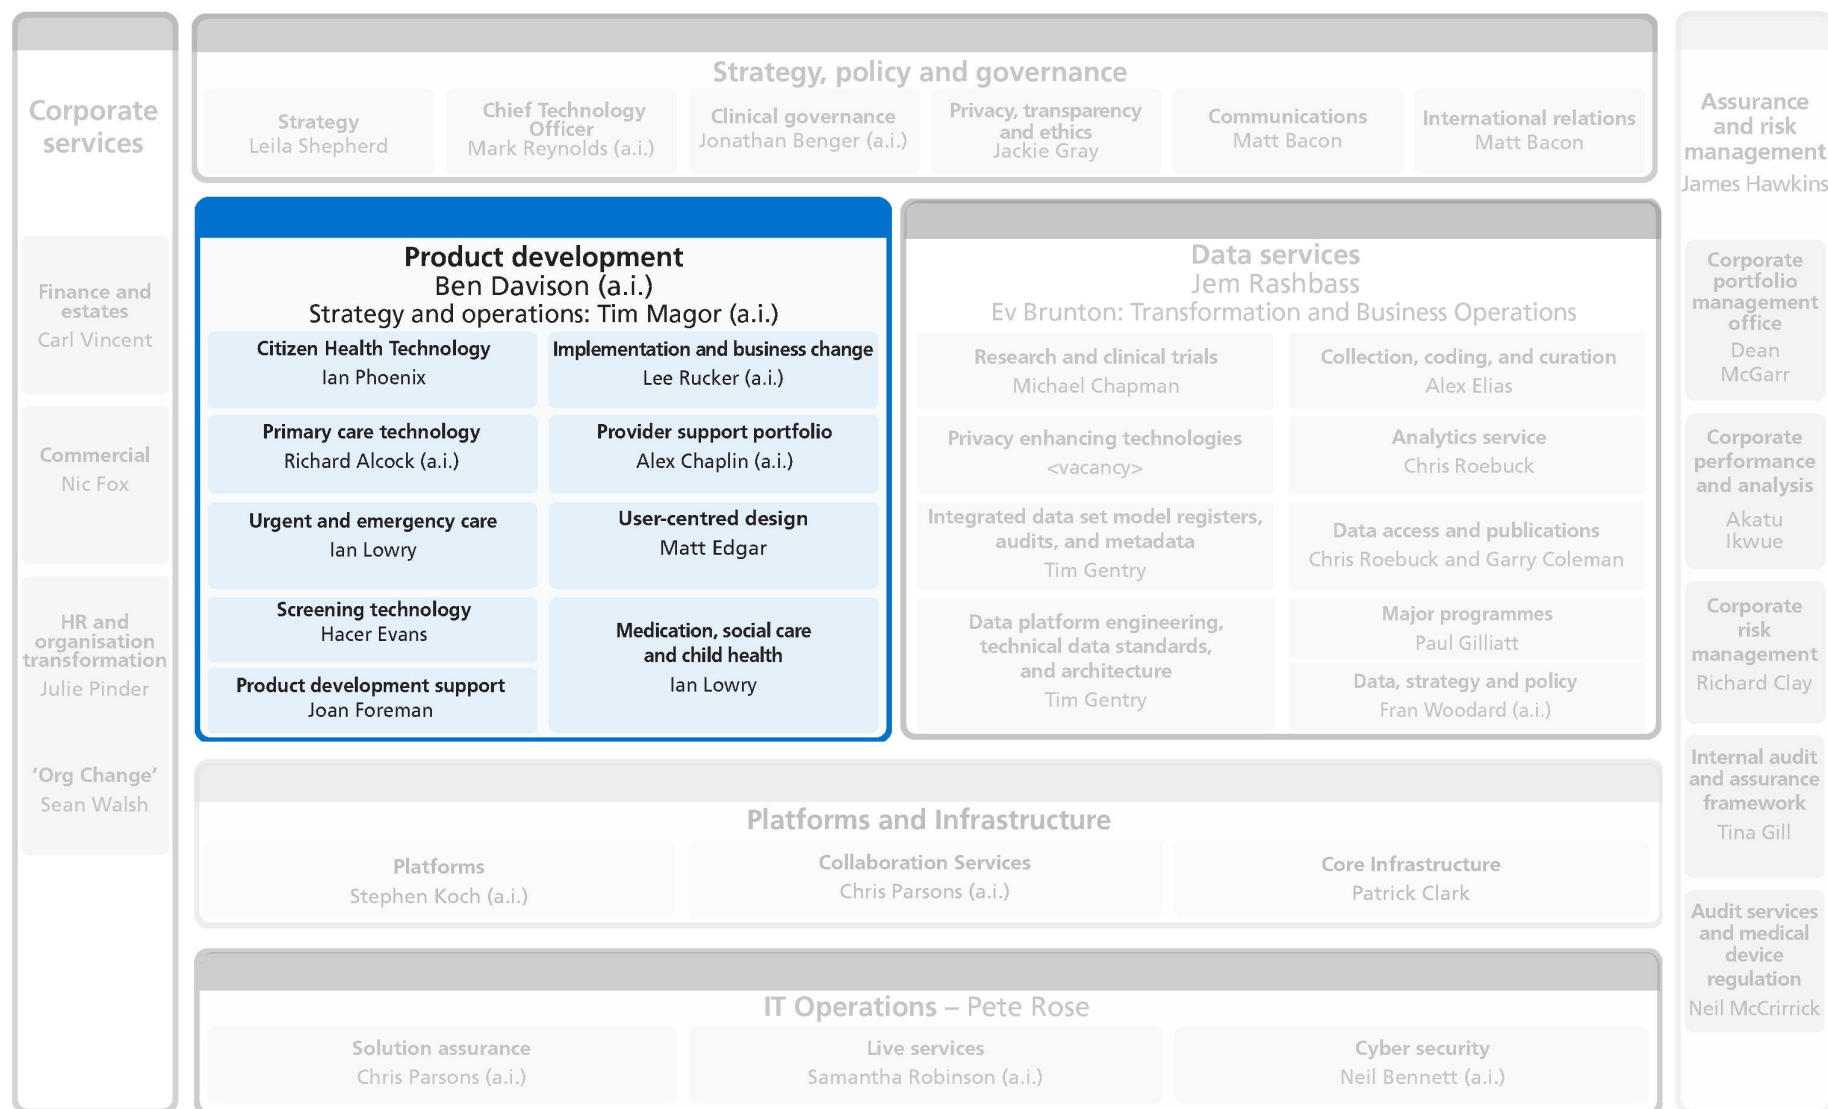 Corporate
services
Finance and
estates
Carl Vincent
Commercial
Nic Fox
HR and
organisation
transformation
Julie Pinder
‘Org Change’
Sean Walsh
Strategy, policy and governance
Strategy
Leila Shepherd
Chief Technology
Officer
Mark Reynolds (a.i.)
Clinical governance
Jonathan Benger (a.i.)
Privacy, transparency
and ethics
Jackie Gray
Communications
Matt Bacon
International relations
Matt Bacon
Product development
Ben Davison (a.i.)
Strategy and operations: Tim Magor (a.i.)
Citizen Health Technology
Ian Phoenix
Implementation and business change
Lee Rucker (a.i.)
Primary care technology
Richard Alcock (a.i.)
Provider support portfolio
Alex Chaplin (a.i.)
Urgent and emergency care
Ian Lowry
User-centred design
Matt Edgar
Screening technology
Hacer Evans
Product development support
Joan Foreman
Medication, social care
and child health
Ian Lowry
Data services
Jem Rashbass
Ev Brunton: Transformation and Business Operations
Research and clinical trials
Michael Chapman
Collection, coding, and curation
Alex Elias
Privacy enhancing technologies
<vacancy>
Analytics service
Chris Roebuck
Integrated data set model registers,
audits, and metadata
Tim Gentry
Data access and publications
Chris Roebuck and Garry Coleman
Data platform engineering,
technical data standards,
and architecture
Tim Gentry
Major programmes
Paul Gilliatt
Data, strategy and policy
Fran Woodard (a.i.)
Platforms and Infrastructure
Platforms
Stephen Koch (a.i.)
Collaboration Services
Chris Parsons (a.i.)
Core Infrastructure
Patrick Clark
IT Operations – Pete Rose
Solution assurance
Chris Parsons (a.i.)
Live services
Samantha Robinson (a.i.)
Cyber security
Neil Bennett (a.i.)
Assurance
and risk
management
James Hawkins
Corporate
portfolio
management
office
Dean
McGarr
Corporate
performance
and analysis
Akatu
Ikwue
Corporate
risk
management
Richard Clay
Internal audit
and assurance
framework
Tina Gill
Audit services
and medical
device
regulation
Neil McCrirrick